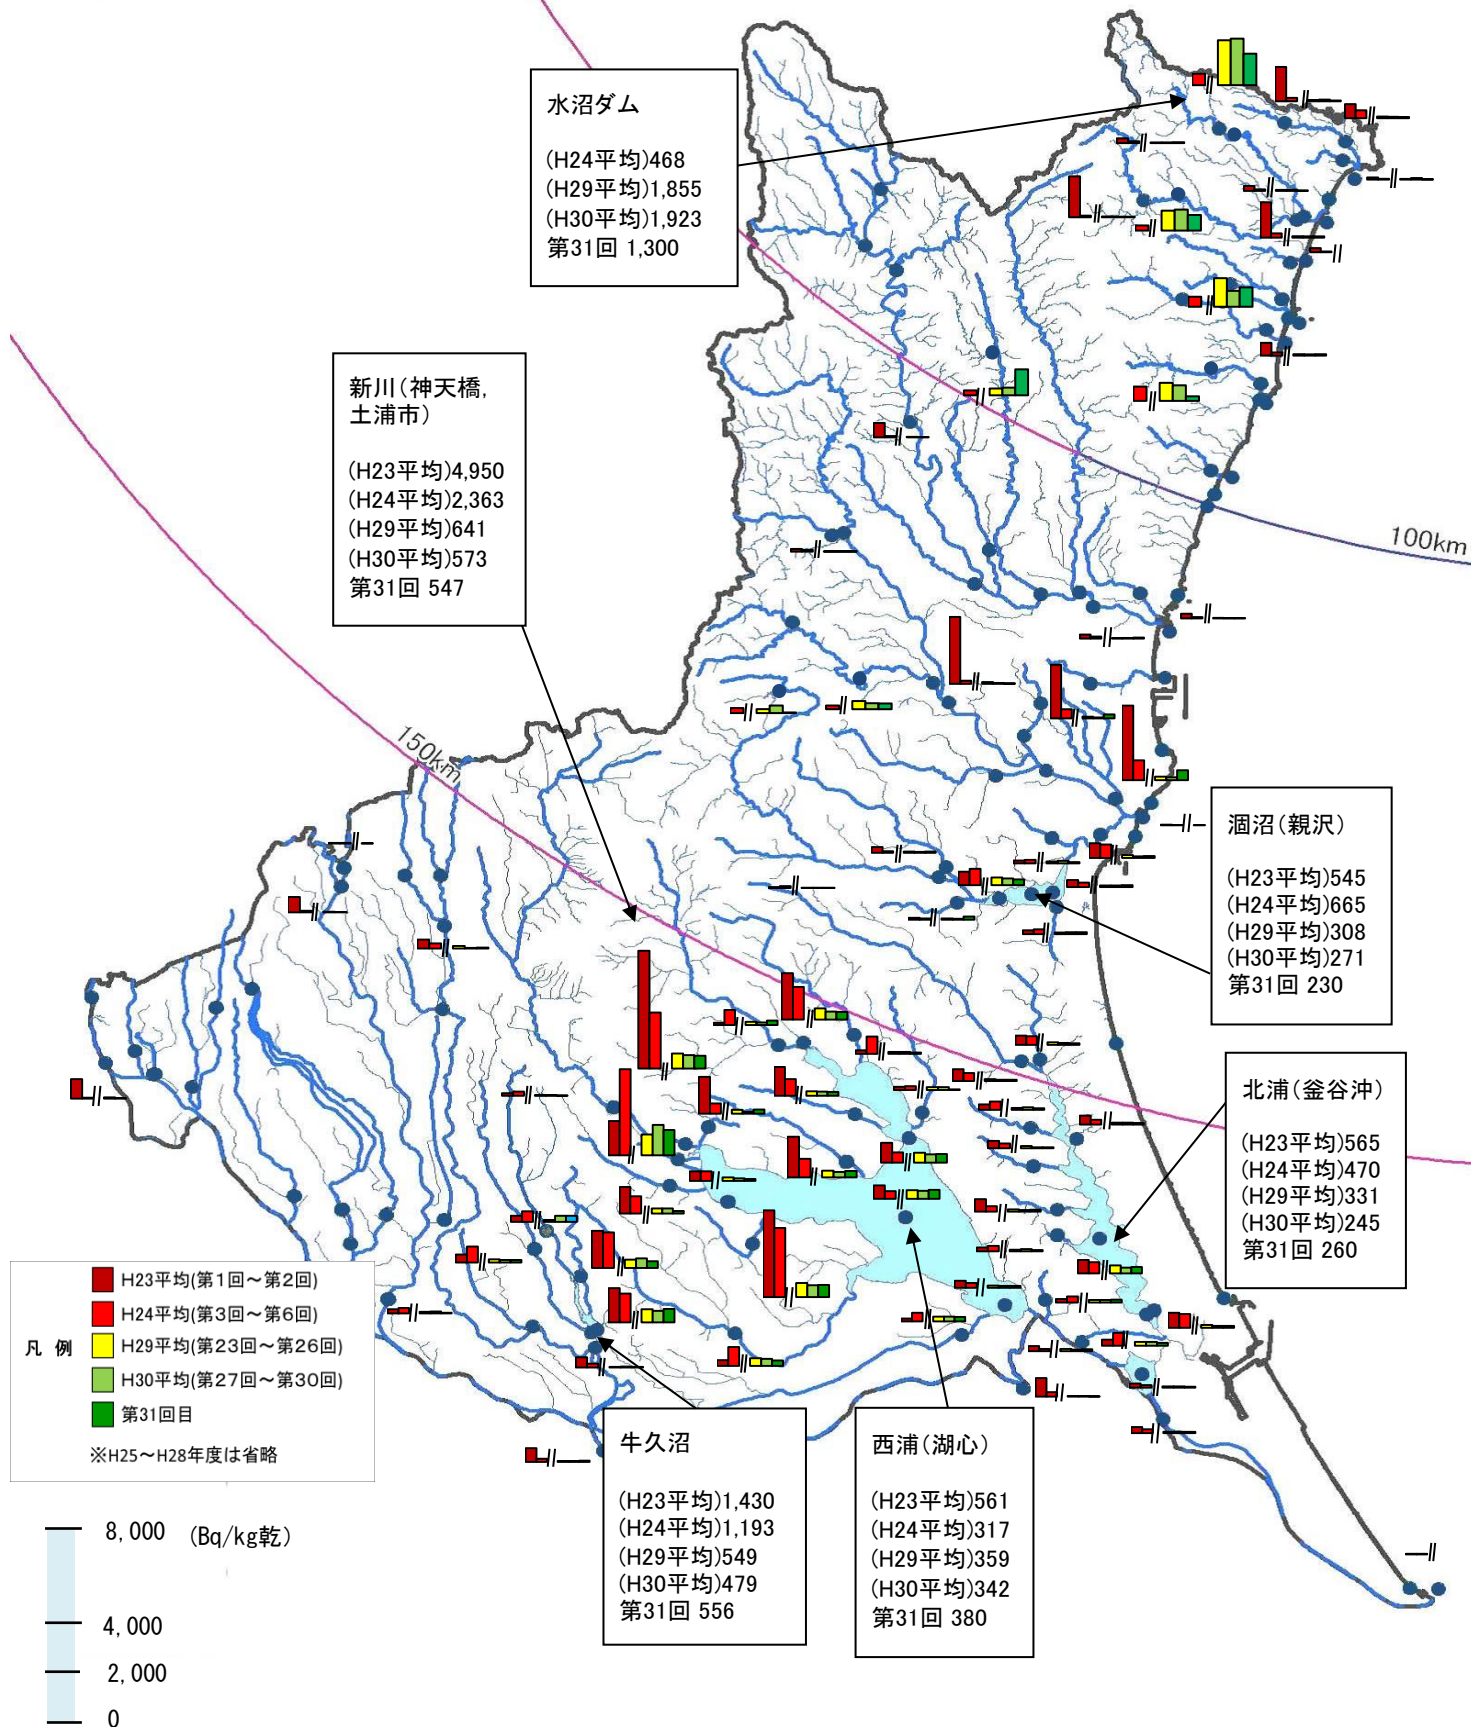 水沼ダム
(H24平均)468
(H29平均)1,855
(H30平均)1,923
第31回 1,300
新川(神天橋,
土浦市)
(H23平均)4,950
(H24平均)2,363
(H29平均)641
(H30平均)573
第31回 547
100km
150km
涸沼(親沢)
(H23平均)545
(H24平均)665
(H29平均)308
(H30平均)271
第31回 230
北浦(釜谷沖)
(H23平均)565
(H24平均)470
(H29平均)331
(H30平均)245
第31回 260
凡 例
H23平均(第1回～第2回)
H24平均(第3回～第6回)
H29平均(第23回～第26回)
H30平均(第27回～第30回)
第31回目
※H25～H28年度は省略
牛久沼
(H23平均)1,430
(H24平均)1,193
(H29平均)549
(H30平均)479
第31回 556
西浦(湖心)
(H23平均)561
(H24平均)317
(H29平均)359
(H30平均)342
第31回 380
8,000 (Bq/kg乾)
4,000
2,000
0